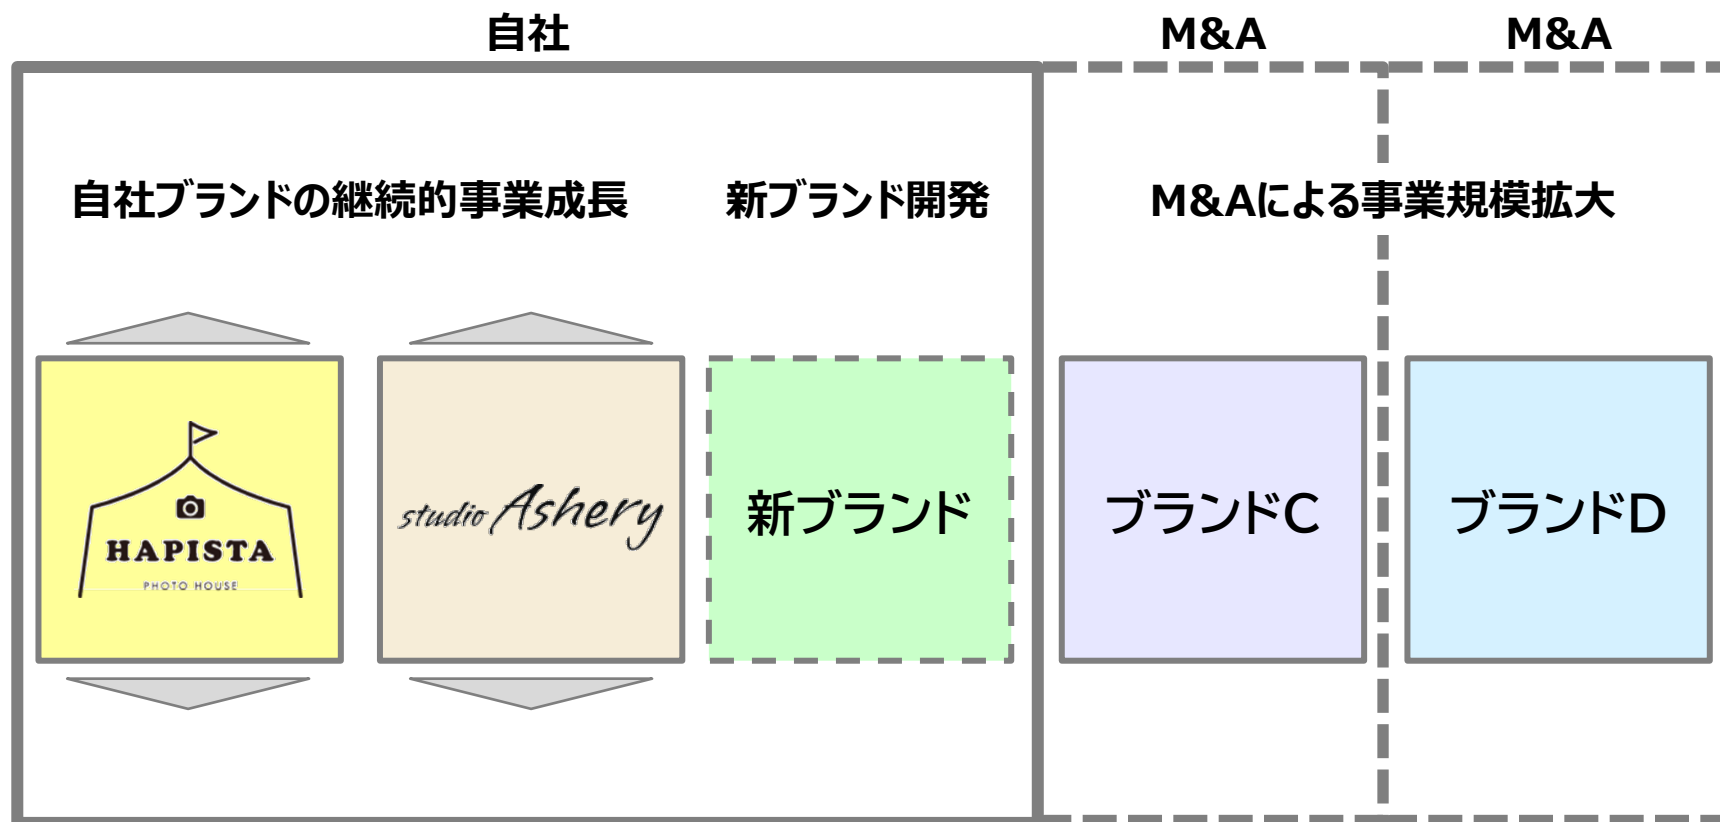 自社
M&A
M&A
自社ブランドの継続的事業成長
新ブランド開発
M&Aによる事業規模拡大
HAPISTA
PHOTO HOUSE
studio Ashery
新ブランド
ブランドC
ブランドD